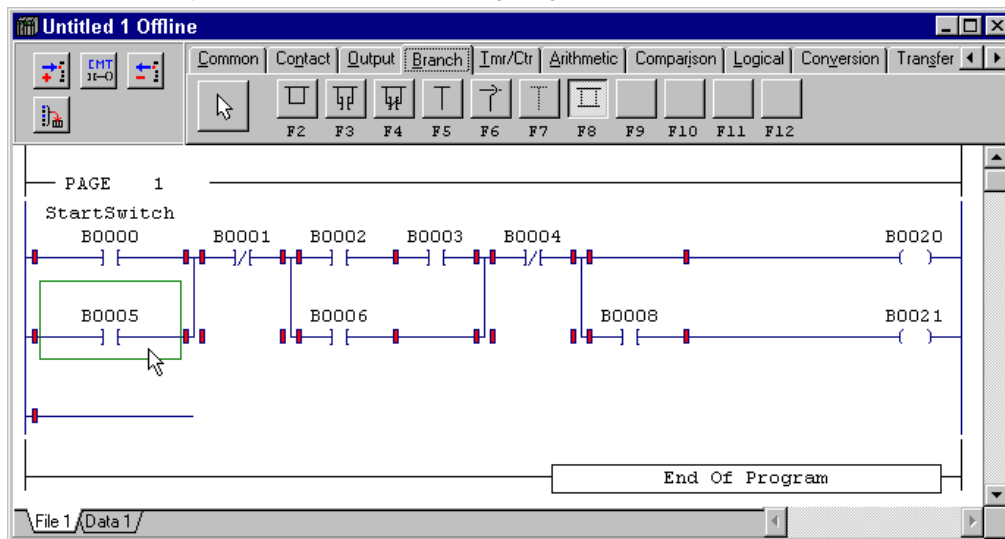 Untitled 1 Offline
CMT
Common Contact Output Branch Tmr/Ctr Arithmetic Comparison Logical Conversion Transfer
F2 F3 F4 F5 F6 F7 F8 F9 F10 F11 F12
PAGE 1
StartSwitch
B0000 B0001 B0002 B0003 B0004 B0020
B0005 B0006 B0008 B0021
End Of Program
File 1 Data 1